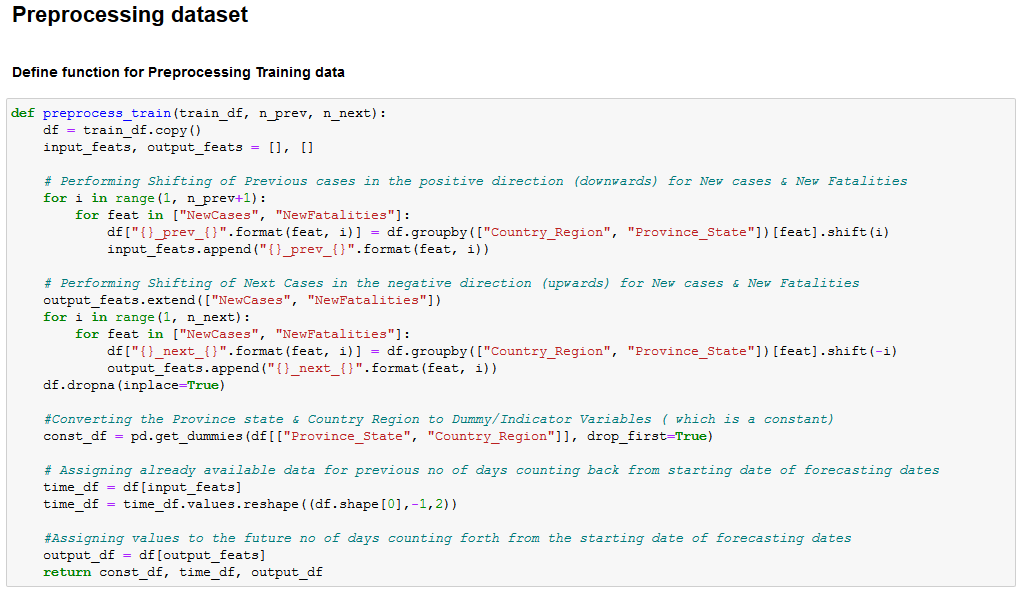 Preprocessing dataset
Define function for Preprocessing Training data
def preprocess_train(train_df, n_prev, n_next):
    df = train_df.copy()
    input_feats, output_feats = [], []
    # Performing Shifting of Previous cases in the positive direction (downwards) for New cases & New Fatalities
    for i in range(1, n_prev+1):
        for feat in ["NewCases", "NewFatalities"]:
            df["{}_prev_{}".format(feat, i)] = df.groupby(["Country_Region", "Province_State"])[feat].shift(i)
            input_feats.append("{}_prev_{}".format(feat, i))
    # Performing Shifting of Next Cases in the negative direction (upwards) for New cases & New Fatalities
    output_feats.extend(["NewCases", "NewFatalities"])
    for i in range(1, n_next):
        for feat in ["NewCases", "NewFatalities"]:
            df["{}_next_{}".format(feat, i)] = df.groupby(["Country_Region", "Province_State"])[feat].shift(-i)
            output_feats.append("{}_next_{}".format(feat, i))
    df.dropna(inplace=True)
    #Converting the Province state & Country Region to Dummy/Indicator Variables ( which is a constant)
    const_df = pd.get_dummies(df[["Province_State", "Country_Region"]], drop_first=True)
    # Assigning already available data for previous no of days counting back from starting date of forecasting dates
    time_df = df[input_feats]
    time_df = time_df.values.reshape((df.shape[0],-1,2))
    #Assigning values to the future no of days counting forth from the starting date of forecasting dates
    output_df = df[output_feats]
    return const_df, time_df, output_df